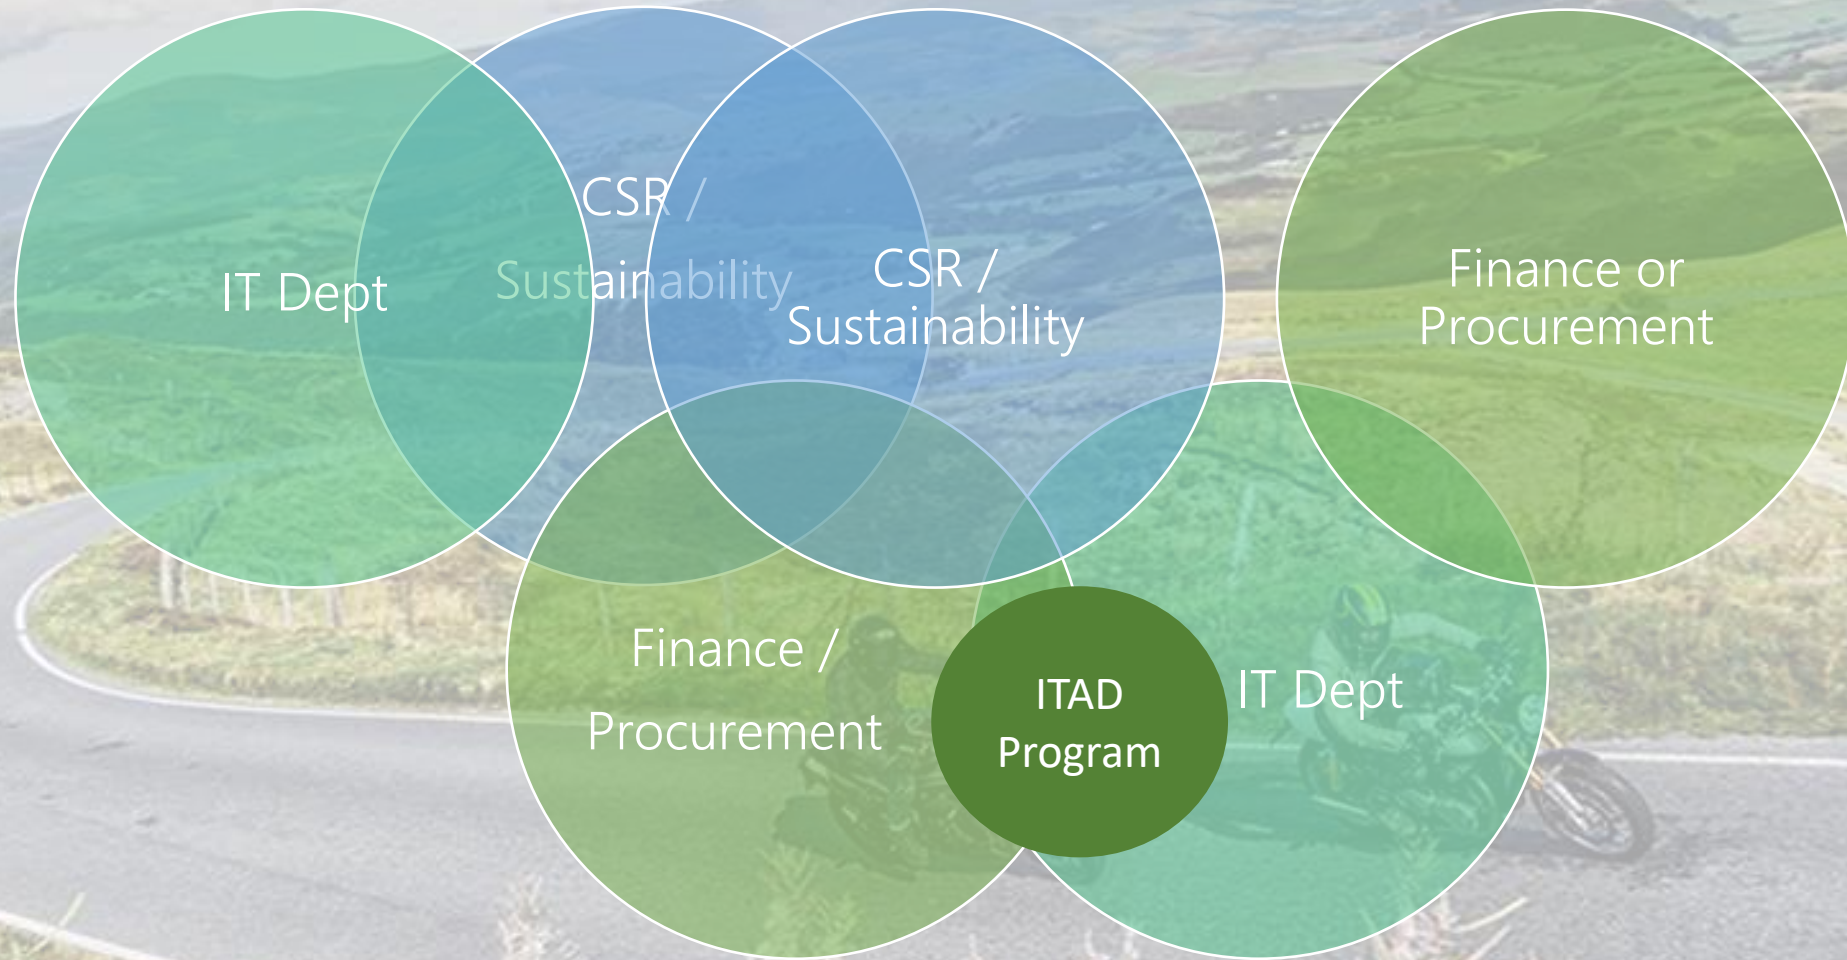 IT Dept
CSR /
Sustainability
CSR /
Sustainability
Finance or
Procurement
Finance /
Procurement
ITAD
Program
IT Dept